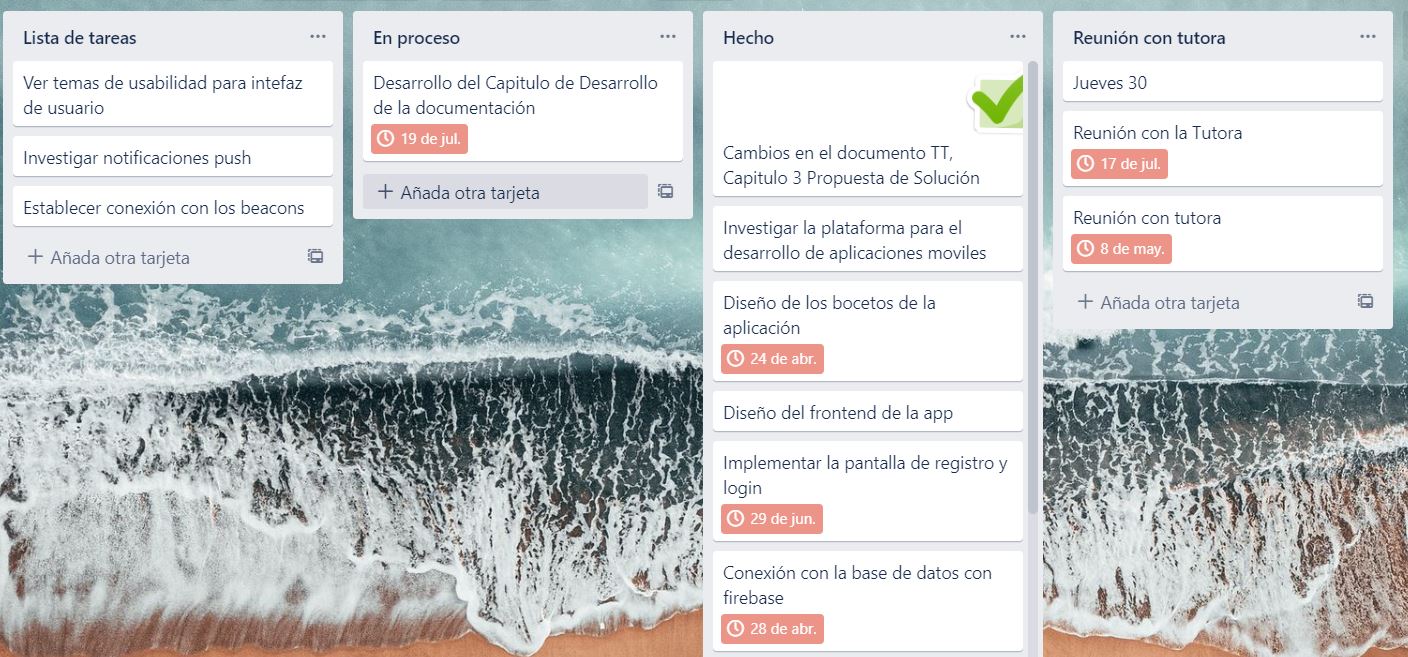 Lista de tareas
Ver temas de usabilidad para intefaz
de usuario
Investigar notificaciones push
Establecer conexión con los beacons
+ Añada otra tarjeta
En proceso
Desarrollo del Capitulo de Desarrollo
de la documentación
19 de jul.
+ Añada otra tarjeta
Hecho
Cambios en el documento TT,
Capitulo 3 Propuesta de Solución
Investigar la plataforma para el
desarrollo de aplicaciones moviles
Diseño de los bocetos de la
aplicación
24 de abr.
Diseño del frontend de la app
Implementar la pantalla de registro y
login
29 de jun.
Conexión con la base de datos con
firebase
28 de abr.
Reunión con tutora
Jueves 30
Reunión con la Tutora
17 de jul.
Reunión con tutora
8 de may.
+ Añada otra tarjeta